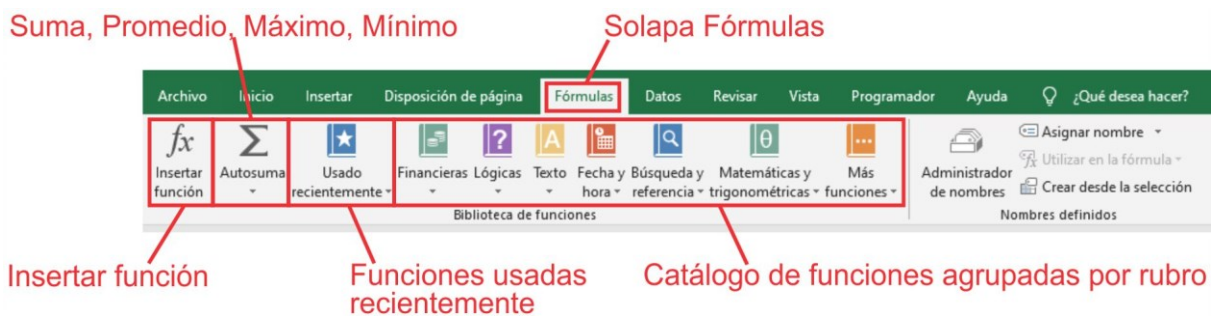 Suma, Promedio, Máximo, Mínimo
Solapa Fórmulas
Archivo Inicio Insertar Disposición de página Fórmulas Datos Revisar Vista Programador Ayuda ¿Qué desea hacer?
fx Σ ? A θ
Insertar función
Autosuma
Usado recientemente
Financieras
Lógicas
Texto
Fecha y hora
Búsqueda y referencia
Matemáticas y trigonométricas
Más funciones
Biblioteca de funciones
Administrador de nombres
Asignar nombre
Utilizar en la fórmula
Crear desde la selección
Nombres definidos
Insertar función
Funciones usadas
recientemente
Catálogo de funciones agrupadas por rubro